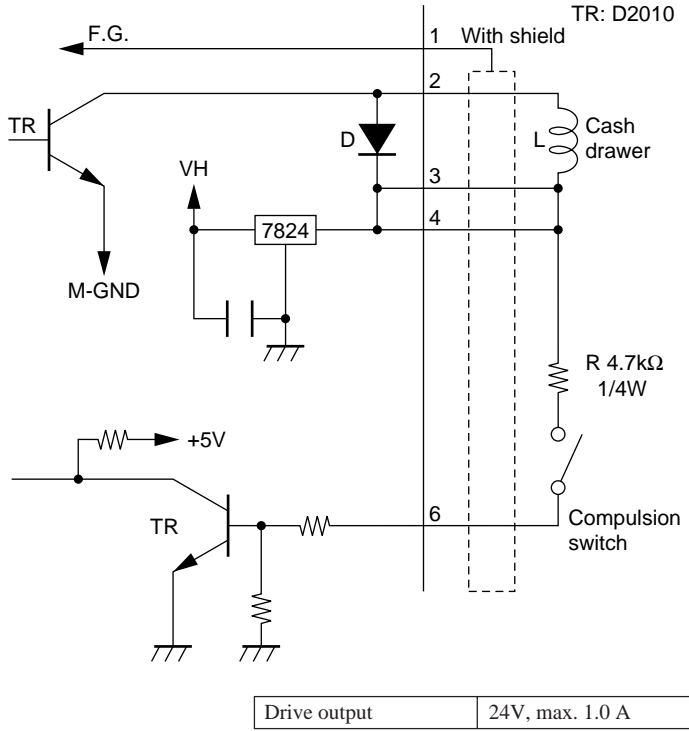 TR: D2010
F.G.
1 With shield
2
TR
D
L
Cash
drawer
VH
3
4
7824
M-GND
R 4.7kΩ
1/4W
+5V
TR
6
Compulsion
switch
Drive output 24V, max. 1.0 A